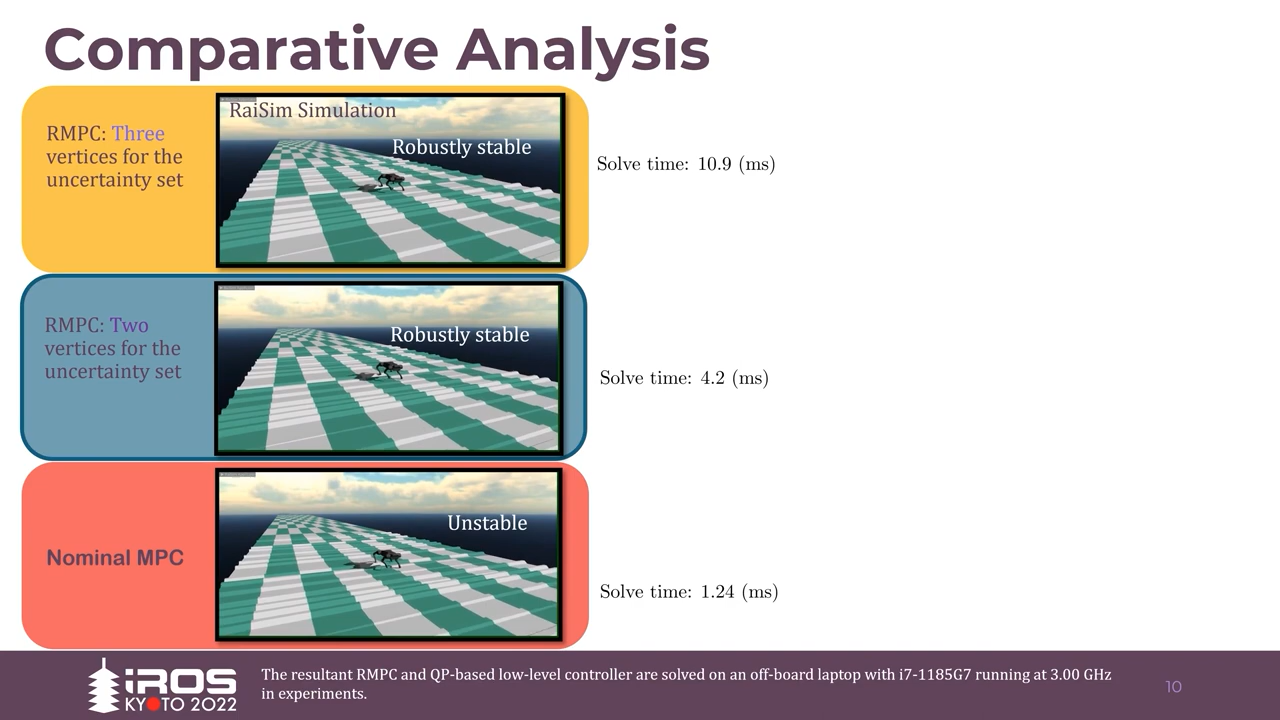 Comparative Analysis
RMPC: Three
vertices for the
uncertainty set
RaiSim Simulation
Robustly stable
Solve time: 10.9 (ms)
RMPC: Two
vertices for the
uncertainty set
Robustly stable
Solve time: 4.2 (ms)
Nominal MPC
Unstable
Solve time: 1.24 (ms)
iROS
KYOTO 2022
The resultant RMPC and QP-based low-level controller are solved on an off-board laptop with i7-1185G7 running at 3.00 GHz
in experiments.
10